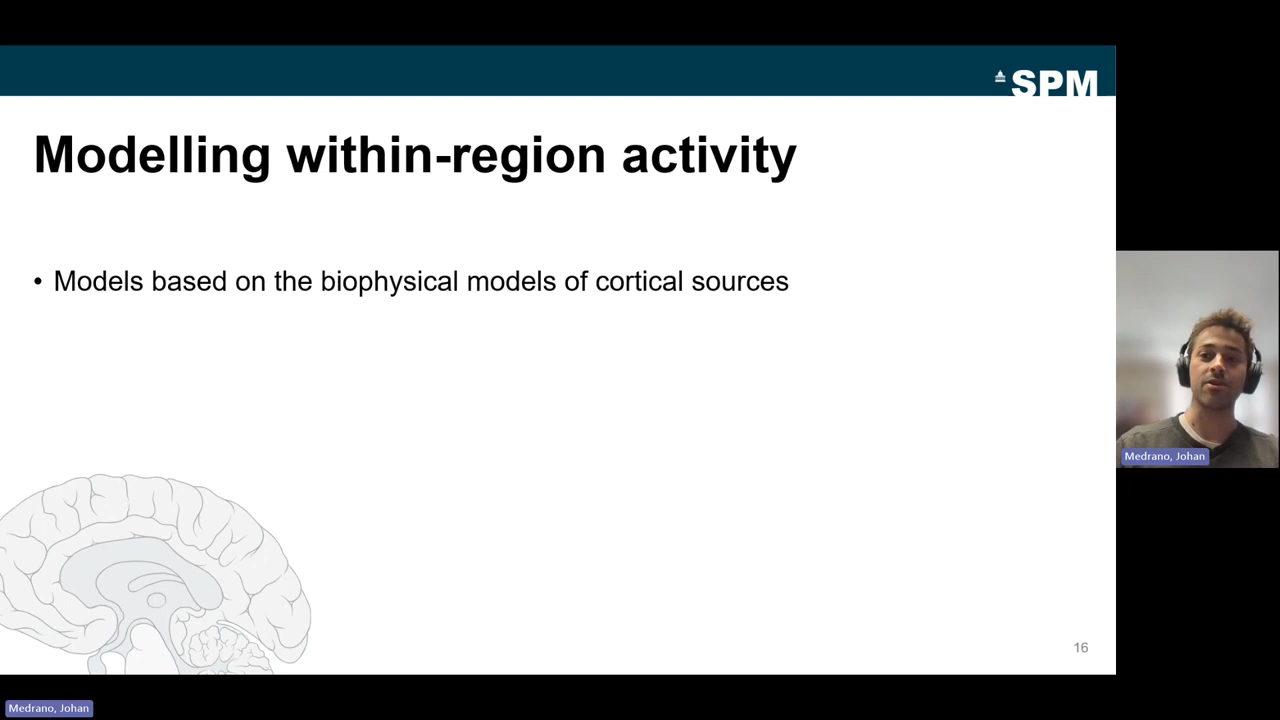 SPM
Modelling within-region activity
• Models based on the biophysical models of cortical sources
Medrano, Johan
16
Medrano, Johan